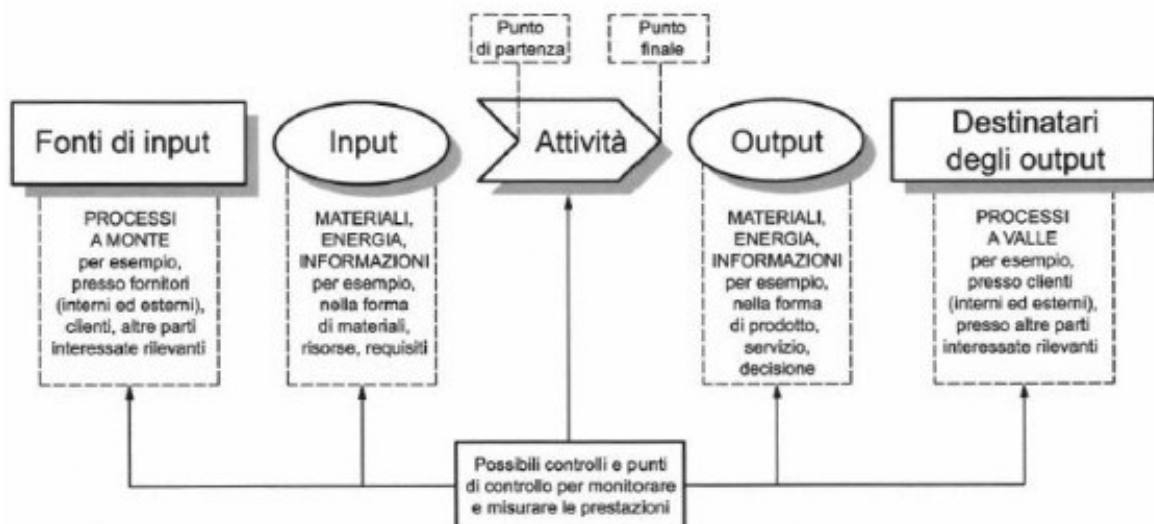 Punto
di partenza
Punto
finale
Fonti di input
Input
Attività
Output
Destinatari
degli output
PROCESSI
A MONTE
per esempio,
presso fornitori
(interni ed esterni),
clienti, altre parti
interessate rilevanti
MATERIALI,
ENERGIA,
INFORMAZIONI
per esempio,
nella forma
di materiali,
risorse, requisiti
MATERIALI,
ENERGIA,
INFORMAZIONI
per esempio,
nella forma
di prodotto,
servizio,
decisione
PROCESSI
A VALLE
per esempio,
presso clienti
(interni ed esterni),
presso altre parti
interessate rilevanti
Possibili controlli e punti
di controllo per monitorare
e misurare le prestazioni